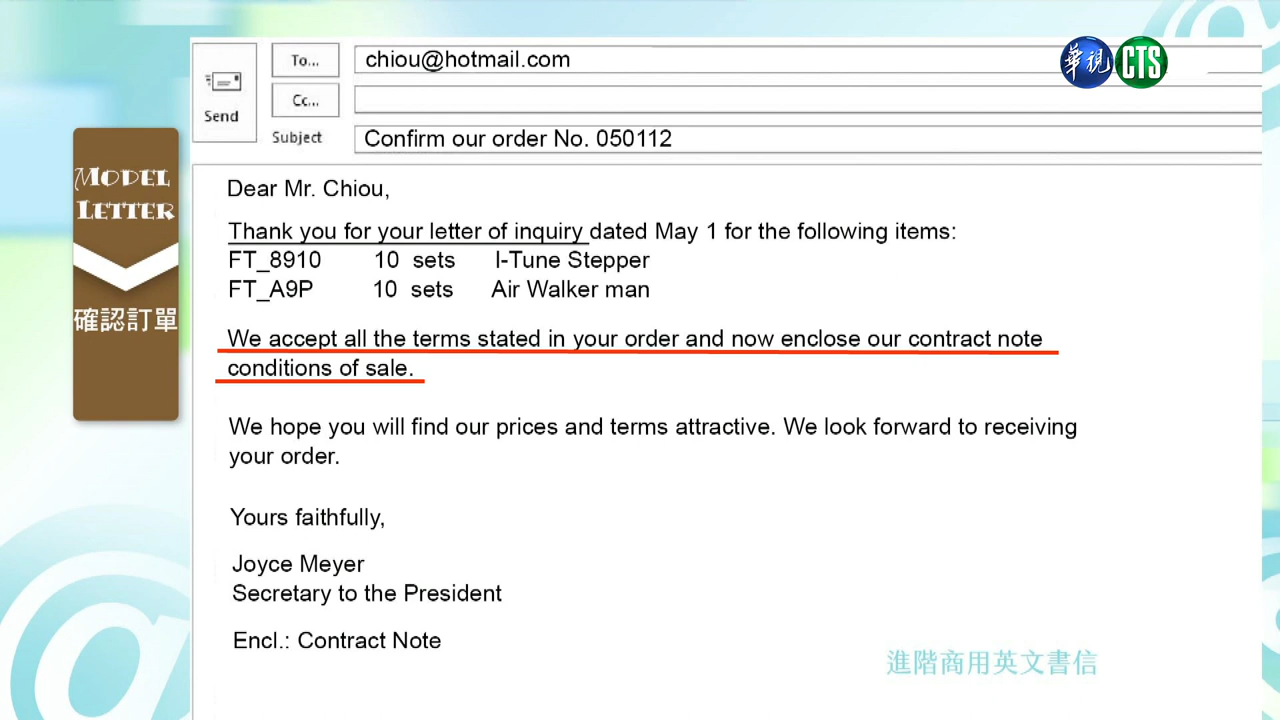 To...
chiou@hotmail.com
華視 CTS
Cc...
Send
Subject
Confirm our order No. 050112
MODEL
LETTER
確認訂單
Dear Mr. Chiou,
Thank you for your letter of inquiry dated May 1 for the following items:
FT_8910 10 sets I-Tune Stepper
FT_A9P 10 sets Air Walker man
We accept all the terms stated in your order and now enclose our contract note
conditions of sale.
We hope you will find our prices and terms attractive. We look forward to receiving
your order.
Yours faithfully,
Joyce Meyer
Secretary to the President
Encl.: Contract Note
進階商用英文書信